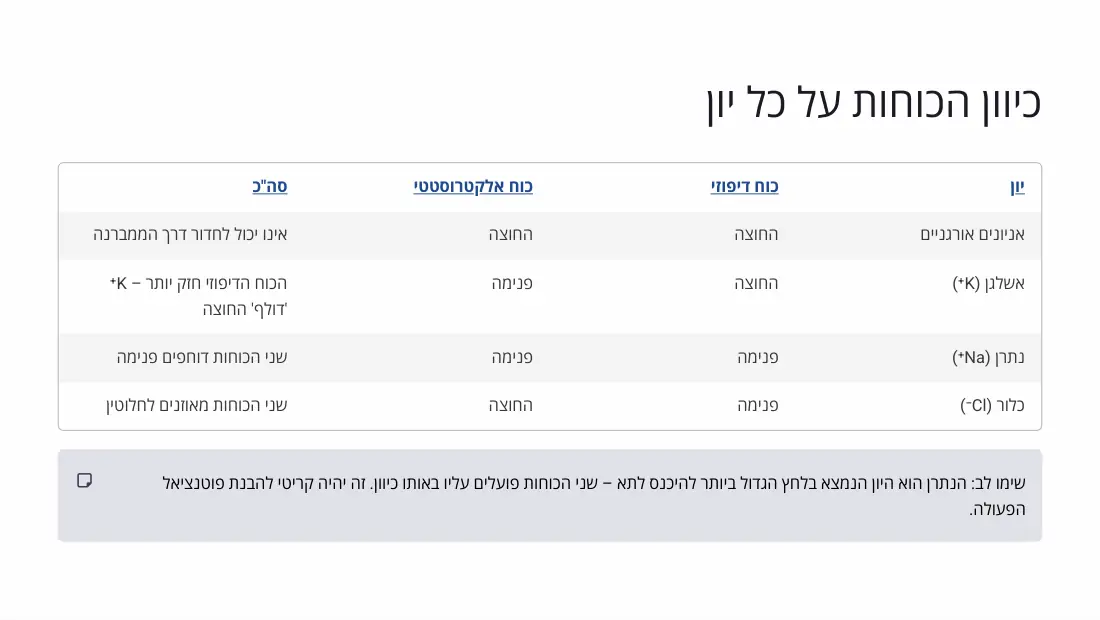 כיוון הכוחות על כל יון
יון כוח דיפוזי כוח אלקטרוסטטי סה"כ
אניונים אורגניים החוצה החוצה אינו יכול לחדור דרך הממברנה
אשלגן (K⁺) החוצה פנימה הכוח הדיפוזי חזק יותר – K⁺
'דולף' החוצה
נתרן (Na⁺) פנימה פנימה שני הכוחות דוחפים פנימה
כלור (Cl⁻) פנימה החוצה שני הכוחות מאוזנים לחלוטין
שימו לב: הנתרן הוא היון הנמצא בלחץ הגדול ביותר להיכנס לתא – שני הכוחות פועלים עליו באותו כיוון. זה יהיה קריטי להבנת פוטנציאל
הפעולה.